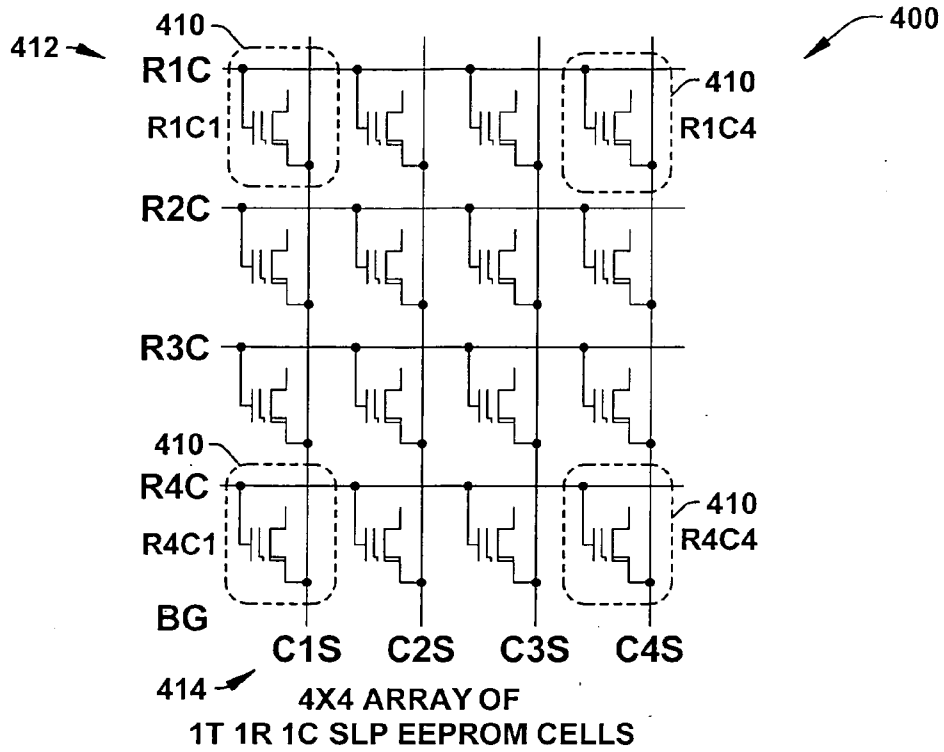 410
400
412
R1C
410
R1C1
R1C4
R2C
R3C
410
R4C
410
R4C1
R4C4
BG
C1S C2S C3S C4S
414
4X4 ARRAY OF
1T 1R 1C SLP EEPROM CELLS